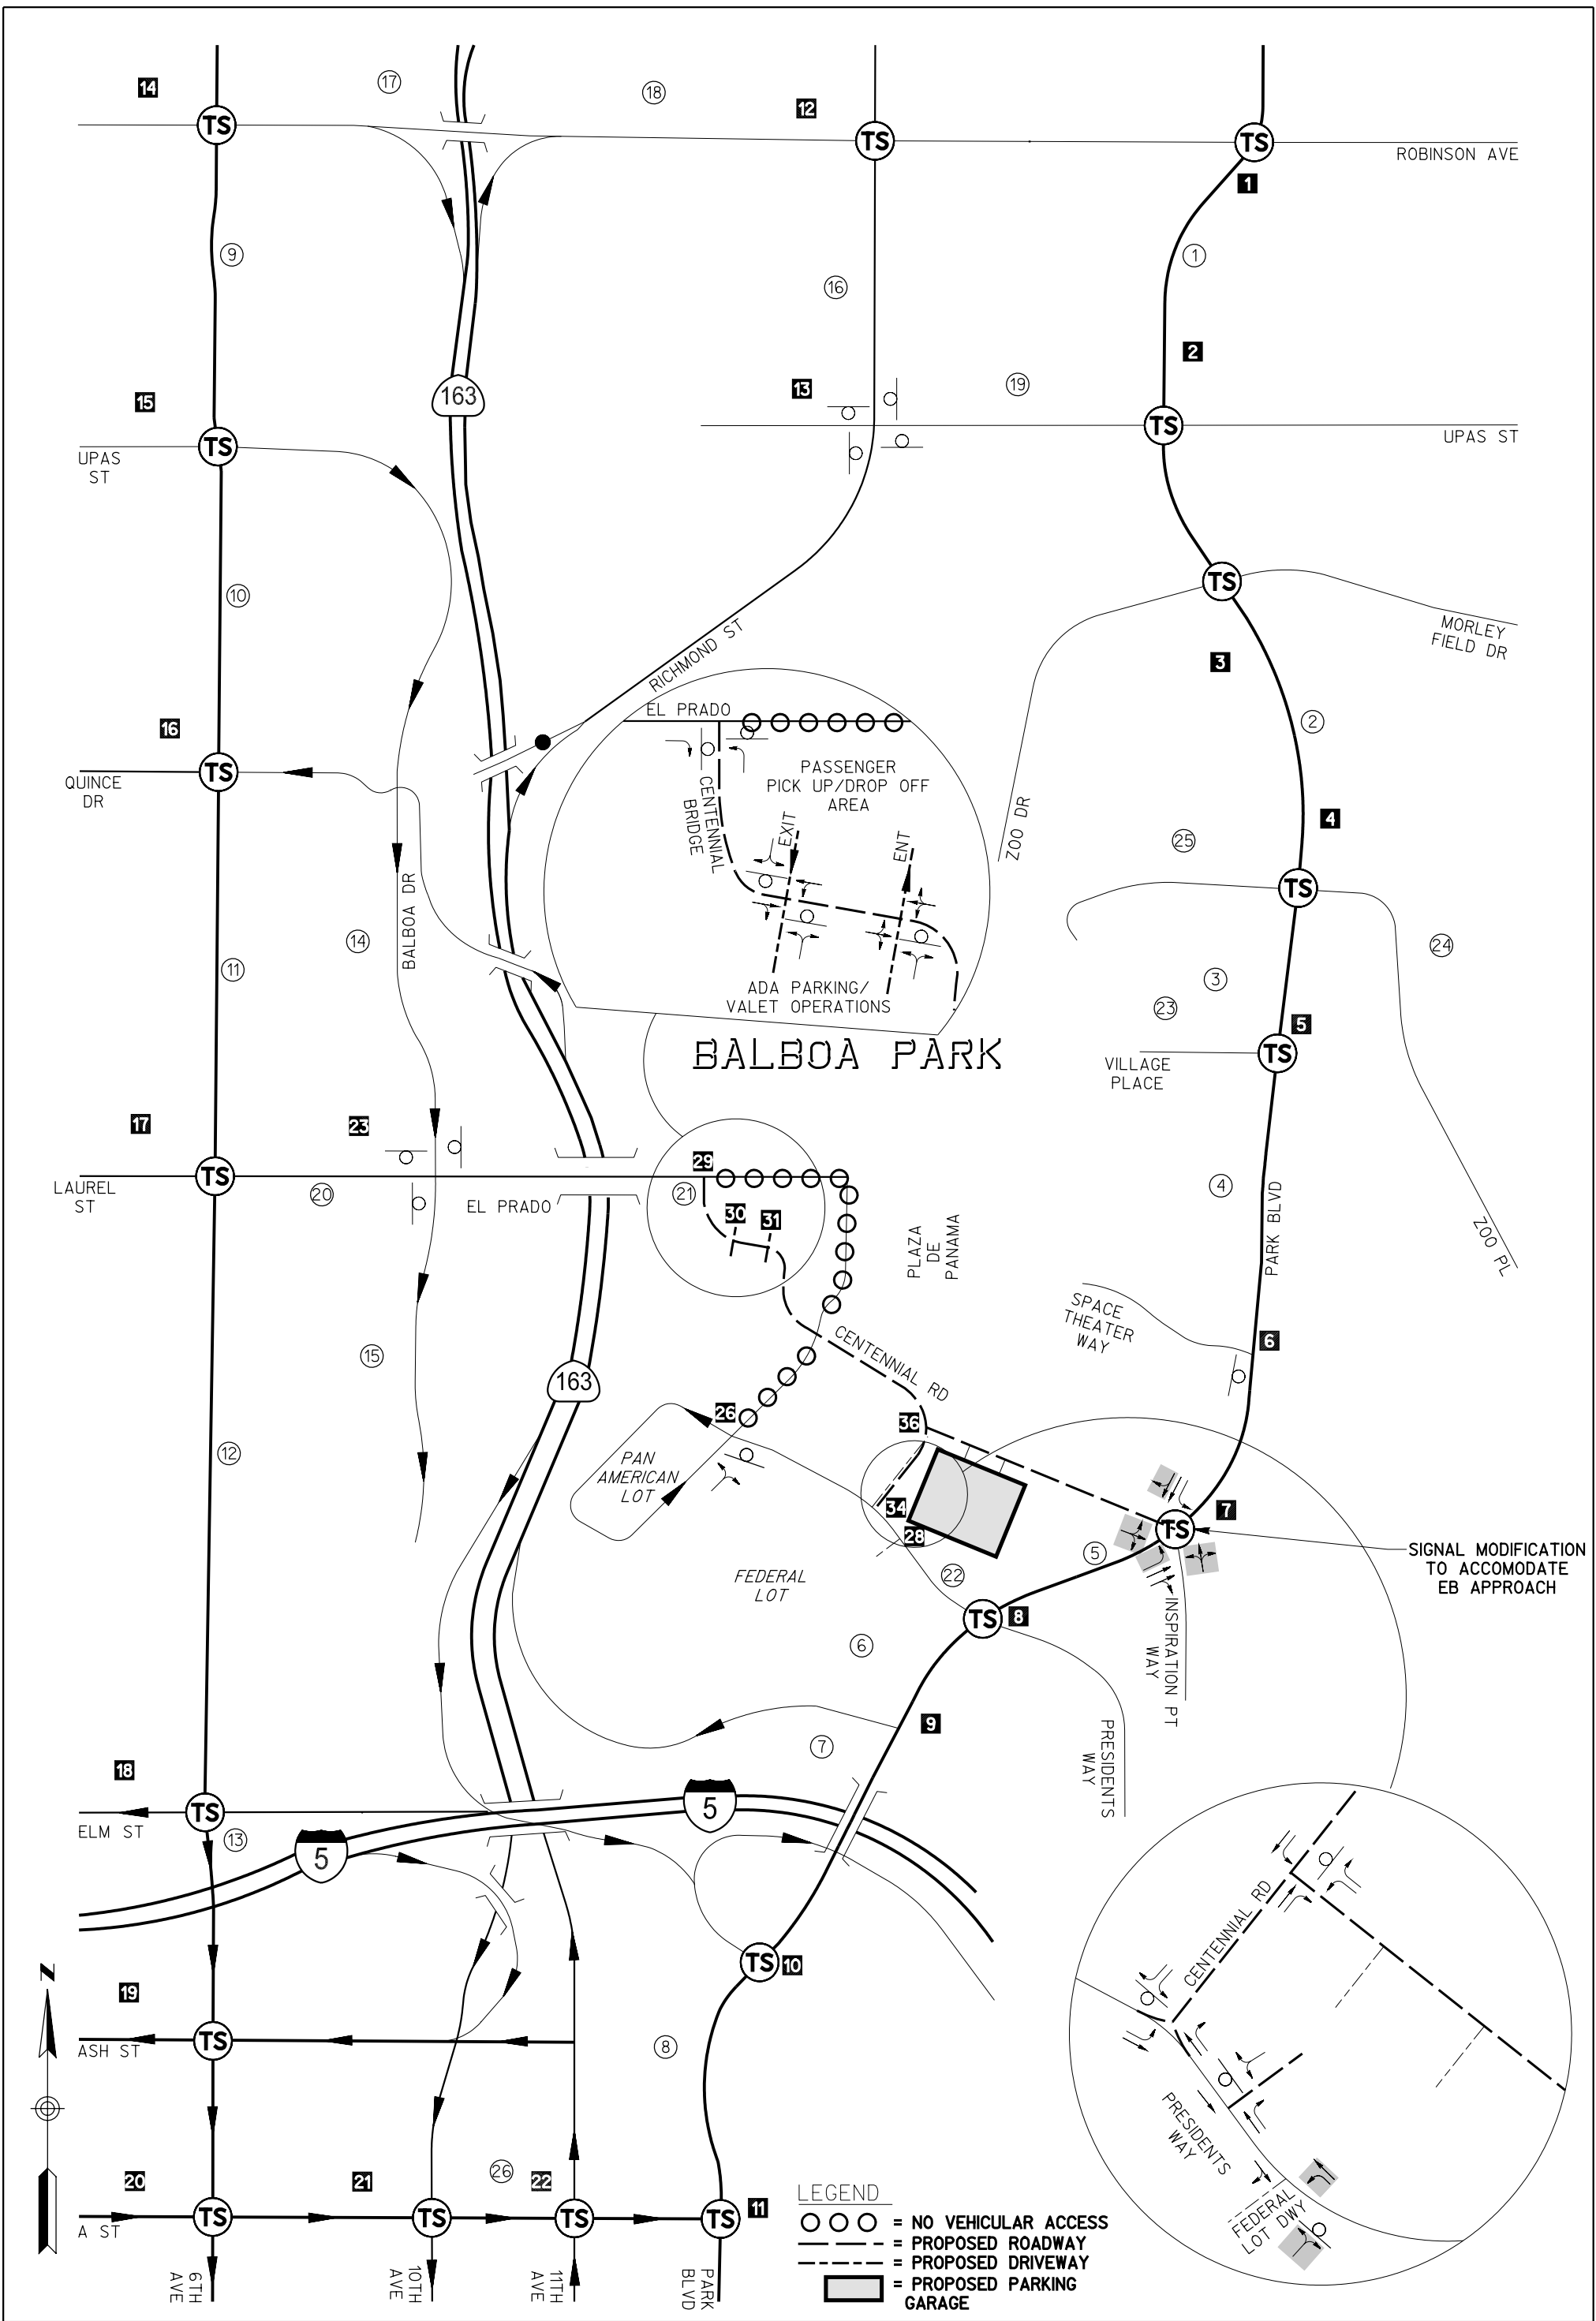 14
17
18
12
TS
TS
TS
ROBINSON AVE
1
9
1
16
2
15
163
13
19
TS
UPAS
ST
TS
UPAS ST
10
TS
MORLEY
FIELD DR
3
RICHMOND ST
2
16
QUINCE
DR
TS
EL PRADO
PASSENGER
PICK UP/DROP OFF
AREA
CENTENNIAL
BRIDGE
EXIT
ENT
ZOO DR
4
25
TS
BALBOA DR
14
11
24
3
23
ADA PARKING/
VALET OPERATIONS
5
BALBOA PARK
TS
VILLAGE
PLACE
17
23
29
TS
LAUREL
ST
20
EL PRADO
21
30
31
PLAZA
DE
PANAMA
4
PARK BLVD
ZOO PL
SPACE
THEATER
WAY
6
15
163
CENTENNIAL RD
26
36
12
PAN
AMERICAN
LOT
34
28
7
TS
5
SIGNAL MODIFICATION
TO ACCOMODATE
EB APPROACH
FEDERAL
LOT
22
TS
8
INSPIRATION PT
WAY
6
9
7
PRESIDENTS
WAY
18
TS
ELM ST
13
5
5
CENTENNIAL RD
TS
10
N
19
TS
ASH ST
8
PRESIDENTS
WAY
20
21
26
22
11
TS
TS
TS
TS
A ST
FEDERAL
LOT DWY
6TH
AVE
10TH
AVE
11TH
AVE
PARK
BLVD
LEGEND
= NO VEHICULAR ACCESS
= PROPOSED ROADWAY
= PROPOSED DRIVEWAY
= PROPOSED PARKING
GARAGE